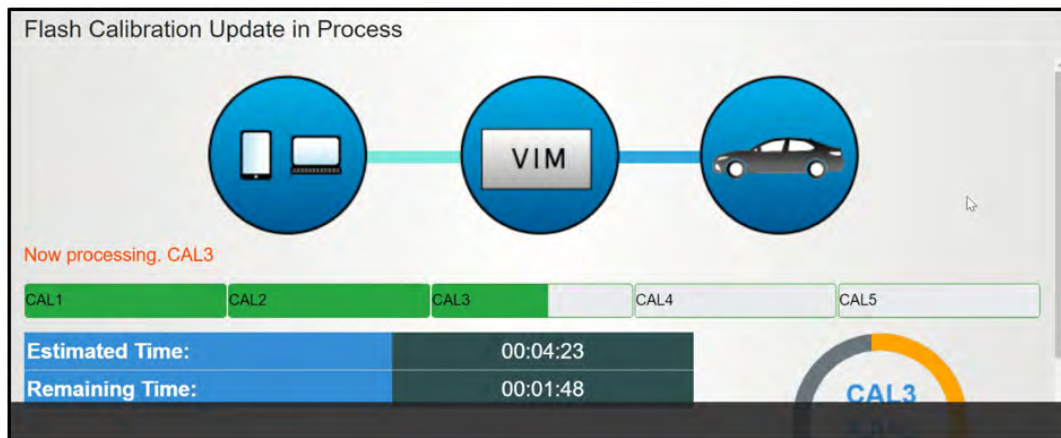 Flash Calibration Update in Process
VIM
Now processing. CAL3
CAL1 CAL2 CAL3 CAL4 CAL5
Estimated Time: 00:04:23
Remaining Time: 00:01:48
CAL3